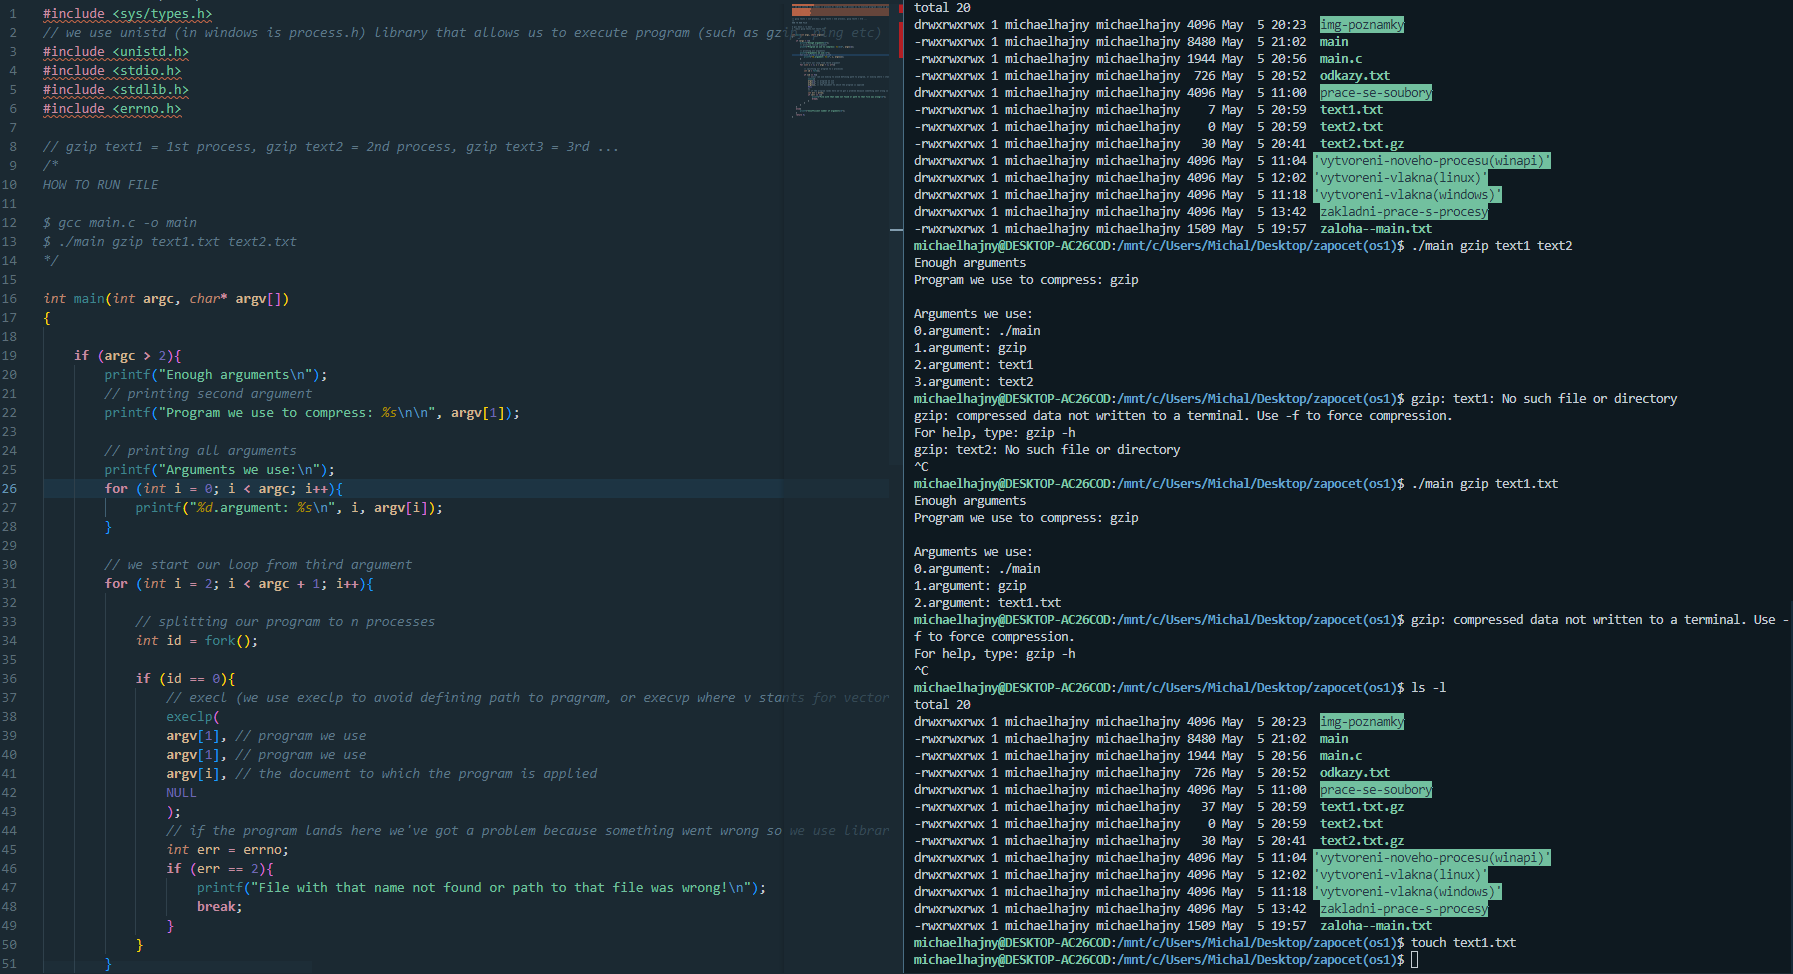 1 #include <sys/types.h>
2 // we use unistd (in windows is process.h) library that allows us to execute program (such as gzip, ping etc)
3 #include <unistd.h>
4 #include <stdio.h>
5 #include <stdlib.h>
6 #include <errno.h>
7
8 // gzip text1 = 1st process, gzip text2 = 2nd process, gzip text3 = 3rd ...
9 /*
10 HOW TO RUN FILE
11
12 $ gcc main.c -o main
13 $ ./main gzip text1.txt text2.txt
14 */
15
16 int main(int argc, char* argv[])
17 {
18
19 if (argc > 2){
20 printf("Enough arguments\n");
21 // printing second argument
22 printf("Program we use to compress: %s\n\n", argv[1]);
23
24 // printing all arguments
25 printf("Arguments we use:\n");
26 for (int i = 0; i < argc; i++){
27 printf("%d.argument: %s\n", i, argv[i]);
28 }
29
30 // we start our loop from third argument
31 for (int i = 2; i < argc + 1; i++){
32
33 // splitting our program to n processes
34 int id = fork();
35
36 if (id == 0){
37 // execl (we use execlp to avoid defining path to pragram, or execvp where v stants for vector
38 execlp(
39 argv[1], // program we use
40 argv[1], // program we use
41 argv[i], // the document to which the program is applied
42 NULL
43 );
44 // if the program lands here we've got a problem because something went wrong so we use librar
45 int err = errno;
46 if (err == 2){
47 printf("File with that name not found or path to that file was wrong!\n");
48 break;
49 }
50 }
51 }
total 20
drwxrwxrwx 1 michaelhajny michaelhajny 4096 May  5 20:23 img-poznamky
-rwxrwxrwx 1 michaelhajny michaelhajny 8480 May  5 21:02 main
-rwxrwxrwx 1 michaelhajny michaelhajny 1944 May  5 20:56 main.c
-rwxrwxrwx 1 michaelhajny michaelhajny  726 May  5 20:52 odkazy.txt
drwxrwxrwx 1 michaelhajny michaelhajny 4096 May  5 11:00 prace-se-soubory
-rwxrwxrwx 1 michaelhajny michaelhajny    7 May  5 20:59 text1.txt
-rwxrwxrwx 1 michaelhajny michaelhajny    0 May  5 20:59 text2.txt
-rwxrwxrwx 1 michaelhajny michaelhajny   30 May  5 20:41 text2.txt.gz
drwxrwxrwx 1 michaelhajny michaelhajny 4096 May  5 11:04 'vytvoreni-noveho-procesu(winapi)'
drwxrwxrwx 1 michaelhajny michaelhajny 4096 May  5 12:02 'vytvoreni-vlakna(linux)'
drwxrwxrwx 1 michaelhajny michaelhajny 4096 May  5 11:18 'vytvoreni-vlakna(windows)'
drwxrwxrwx 1 michaelhajny michaelhajny 4096 May  5 13:42 zakladni-prace-s-procesy
-rwxrwxrwx 1 michaelhajny michaelhajny 1509 May  5 19:57 zaloha--main.txt
michaelhajny@DESKTOP-AC26COD:/mnt/c/Users/Michal/Desktop/zapocet(os1)$ ./main gzip text1 text2
Enough arguments
Program we use to compress: gzip

Arguments we use:
0.argument: ./main
1.argument: gzip
2.argument: text1
3.argument: text2
michaelhajny@DESKTOP-AC26COD:/mnt/c/Users/Michal/Desktop/zapocet(os1)$ gzip: text1: No such file or directory
gzip: compressed data not written to a terminal. Use -f to force compression.
For help, type: gzip -h
gzip: text2: No such file or directory
^C
michaelhajny@DESKTOP-AC26COD:/mnt/c/Users/Michal/Desktop/zapocet(os1)$ ./main gzip text1.txt
Enough arguments
Program we use to compress: gzip

Arguments we use:
0.argument: ./main
1.argument: gzip
2.argument: text1.txt
michaelhajny@DESKTOP-AC26COD:/mnt/c/Users/Michal/Desktop/zapocet(os1)$ gzip: compressed data not written to a terminal. Use -
f to force compression.
For help, type: gzip -h
^C
michaelhajny@DESKTOP-AC26COD:/mnt/c/Users/Michal/Desktop/zapocet(os1)$ ls -l
total 20
drwxrwxrwx 1 michaelhajny michaelhajny 4096 May  5 20:23 img-poznamky
-rwxrwxrwx 1 michaelhajny michaelhajny 8480 May  5 21:02 main
-rwxrwxrwx 1 michaelhajny michaelhajny 1944 May  5 20:56 main.c
-rwxrwxrwx 1 michaelhajny michaelhajny  726 May  5 20:52 odkazy.txt
drwxrwxrwx 1 michaelhajny michaelhajny 4096 May  5 11:00 prace-se-soubory
-rwxrwxrwx 1 michaelhajny michaelhajny   37 May  5 20:59 text1.txt.gz
-rwxrwxrwx 1 michaelhajny michaelhajny    0 May  5 20:59 text2.txt
-rwxrwxrwx 1 michaelhajny michaelhajny   30 May  5 20:41 text2.txt.gz
drwxrwxrwx 1 michaelhajny michaelhajny 4096 May  5 11:04 'vytvoreni-noveho-procesu(winapi)'
drwxrwxrwx 1 michaelhajny michaelhajny 4096 May  5 12:02 'vytvoreni-vlakna(linux)'
drwxrwxrwx 1 michaelhajny michaelhajny 4096 May  5 11:18 'vytvoreni-vlakna(windows)'
drwxrwxrwx 1 michaelhajny michaelhajny 4096 May  5 13:42 zakladni-prace-s-procesy
-rwxrwxrwx 1 michaelhajny michaelhajny 1509 May  5 19:57 zaloha--main.txt
michaelhajny@DESKTOP-AC26COD:/mnt/c/Users/Michal/Desktop/zapocet(os1)$ touch text1.txt
michaelhajny@DESKTOP-AC26COD:/mnt/c/Users/Michal/Desktop/zapocet(os1)$